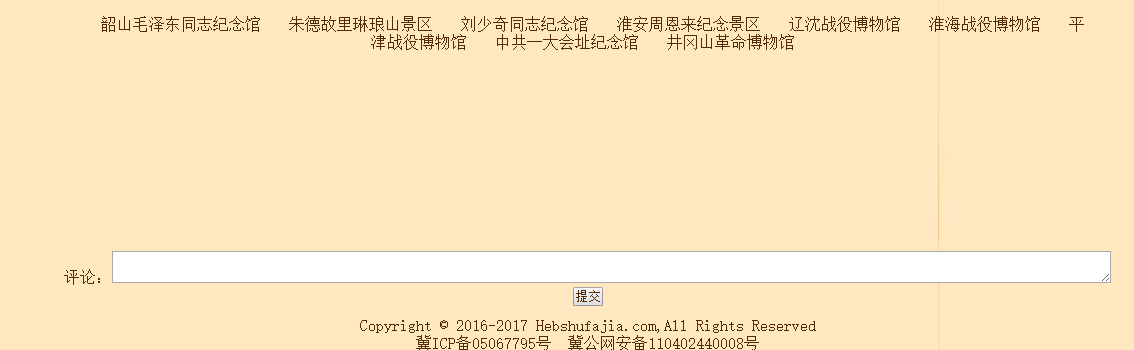 韶山毛泽东同志纪念馆 朱德故里琳琅山景区 刘少奇同志纪念馆 淮安周恩来纪念景区 辽沈战役博物馆 淮海战役博物馆 平
津战役博物馆 中共一大会址纪念馆 井冈山革命博物馆
评论：
提交
Copyright © 2016-2017 Hebshufajia.com,All Rights Reserved
冀ICP备05067795号 冀公网安备110402440008号